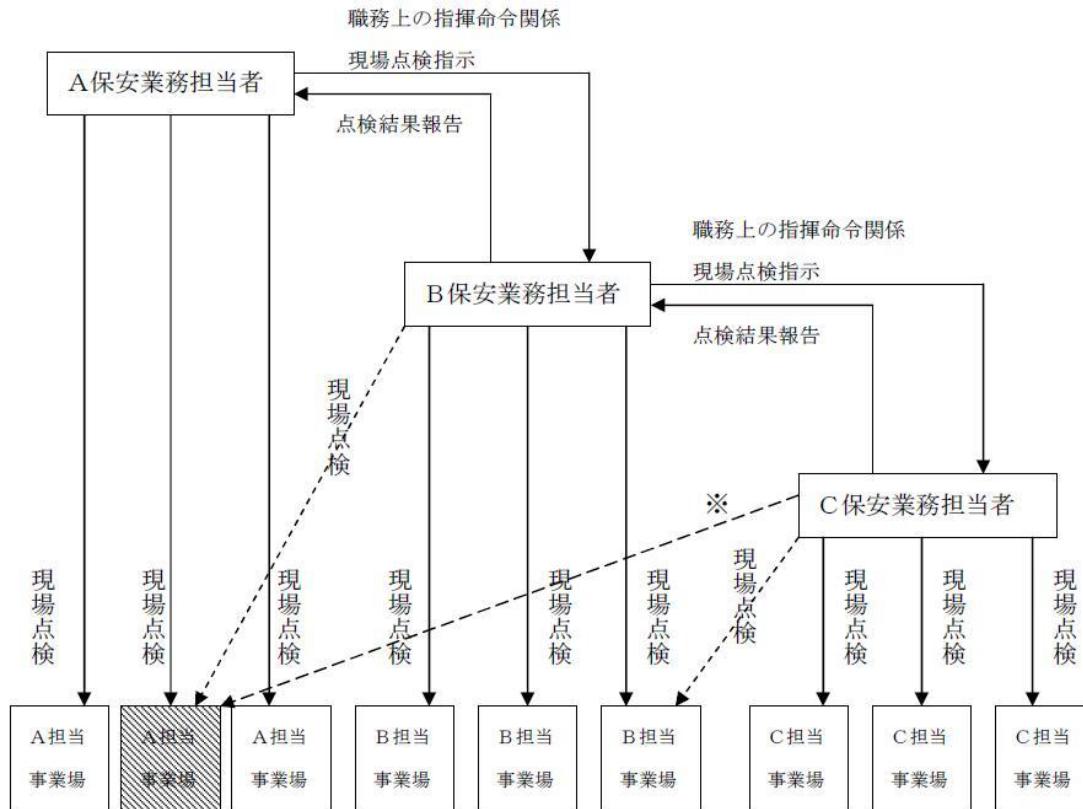 職務上の指揮命令関係
現場点検指示
A保安業務担当者
点検結果報告
職務上の指揮命令関係
現場点検指示
B保安業務担当者
点検結果報告
現場点検
C保安業務担当者
※
現場点検
現場点検
現場点検
現場点検
現場点検
現場点検
現場点検
現場点検
現場点検
現場点検
A担当
事業場
A担当
事業場
A担当
事業場
B担当
事業場
B担当
事業場
B担当
事業場
C担当
事業場
C担当
事業場
C担当
事業場